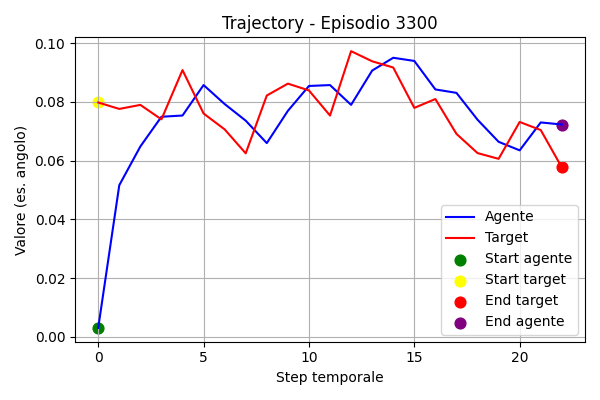 Trajectory - Episodio 3300
Valore (es. angolo)
0.10
0.08
0.06
0.04
0.02
0.00
0
5
10
15
20
Step temporale
Agente
Target
Start agente
Start target
End target
End agente